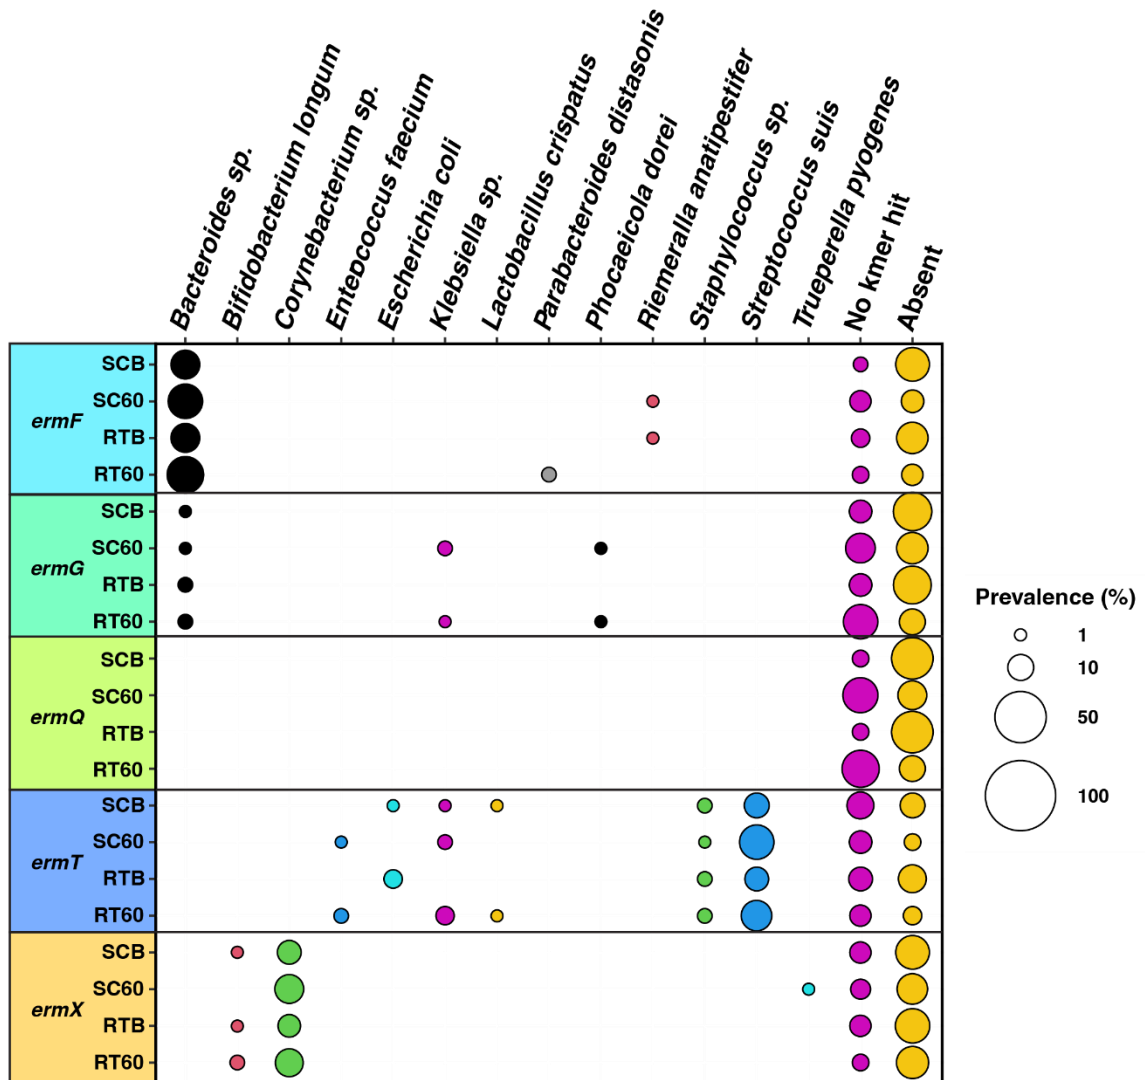 Bacteroides sp.
Bifidobacterium longum
Corynebacterium sp.
Entepcoccus faecium
Escherichia coli
Klebsiella sp.
Lactobacillus crispatus
Parabacteroides distasonis
Phocaeicola dorei
Riemeralla anatipestifer
Staphylococcus sp.
Streptococcus suis
Trueperella pyogenes
No kmer hit
Absent
ermF
SCB
SC60
RTB
RT60
ermG
SCB
SC60
RTB
RT60
ermQ
SCB
SC60
RTB
RT60
ermT
SCB
SC60
RTB
RT60
ermX
SCB
SC60
RTB
RT60
Prevalence (%)
1
10
50
100